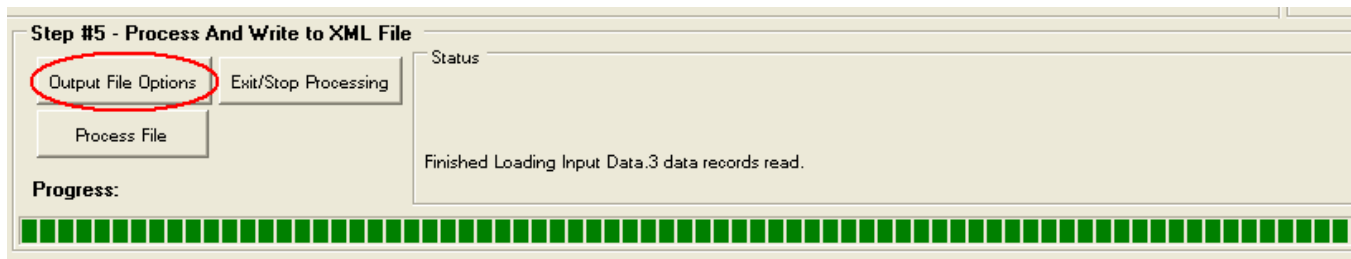 Step #5 - Process And Write to XML File
Output File Options
Exit/Stop Processing
Process File
Status
Finished Loading Input Data.3 data records read.
Progress: